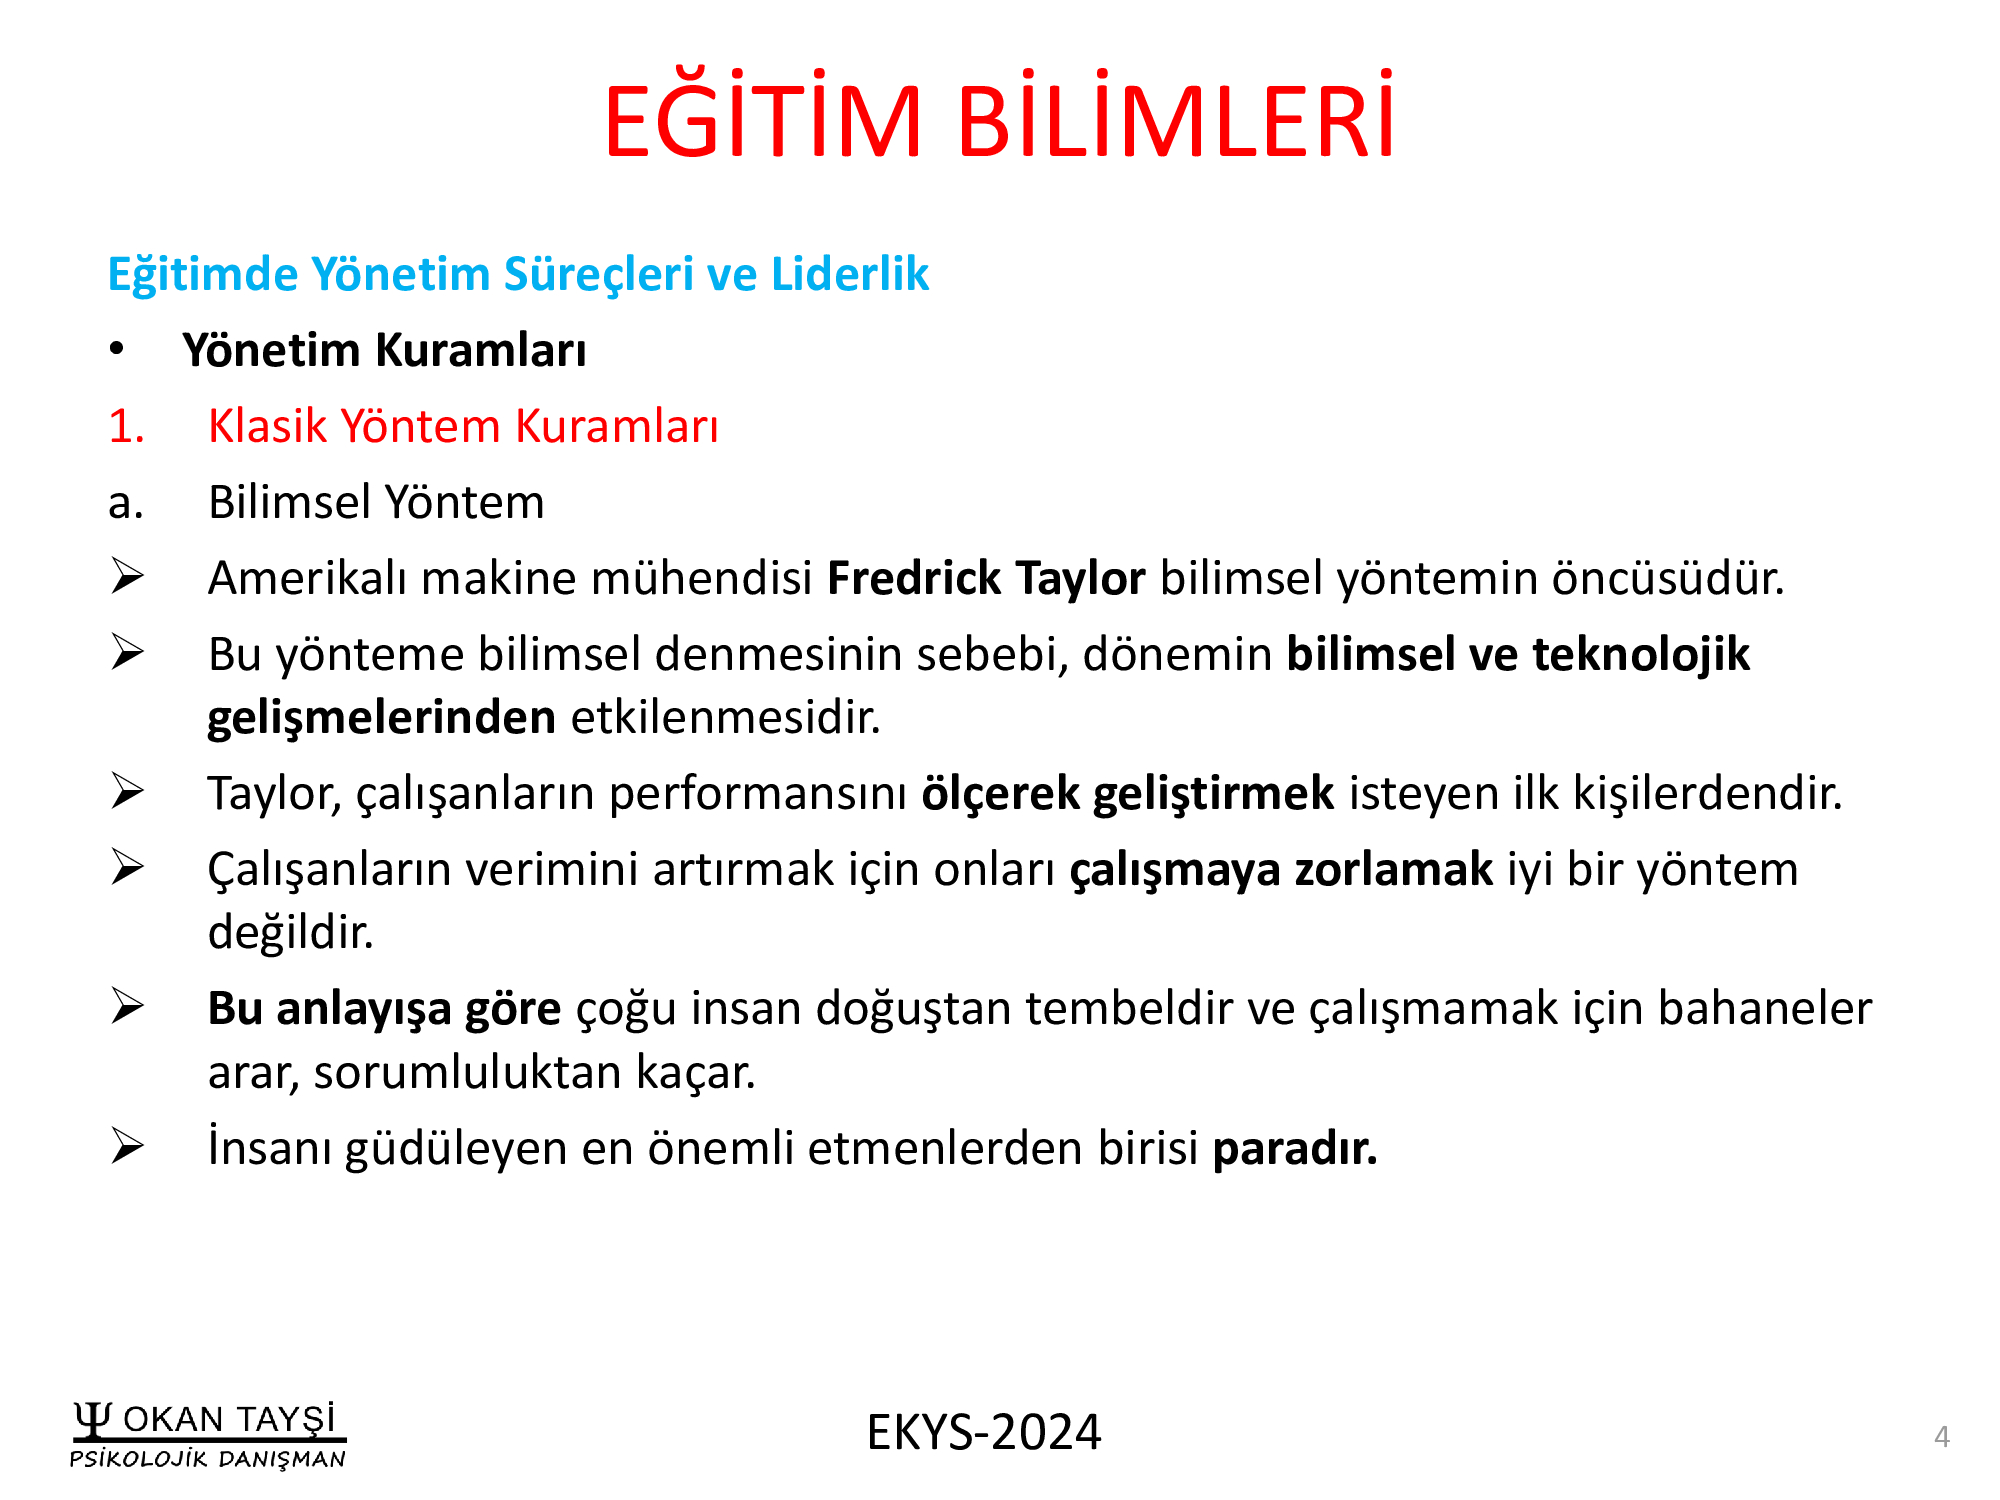 EĞİTİM BİLİMLERİ
Eğitimde Yönetim Süreçleri ve Liderlik
• Yönetim Kuramları
1. Klasik Yöntem Kuramları
a. Bilimsel Yöntem
➢ Amerikalı makine mühendisi Fredrick Taylor bilimsel yöntemin öncüsüdür.
➢ Bu yönteme bilimsel denmesinin sebebi, dönemin bilimsel ve teknolojik
gelişmelerinden etkilenmesidir.
➢ Taylor, çalışanların performansını ölçerek geliştirmek isteyen ilk kişilerdendir.
➢ Çalışanların verimini artırmak için onları çalışmaya zorlamak iyi bir yöntem
değildir.
➢ Bu anlayışa göre çoğu insan doğuştan tembeldir ve çalışmamak için bahaneler
arar, sorumluluktan kaçar.
➢ İnsanı güdüleyen en önemli etmenlerden birisi paradır.
Ψ OKAN TAYŞİ
PSİKOLOJİK DANIŞMAN
EKYS-2024
4